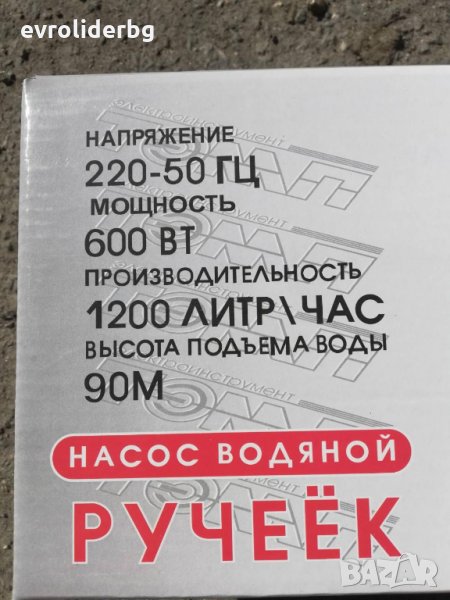 evroliderbg
НАПРЯЖЕНИЕ
220-50 ГЦ
МОЩНОСТЬ
600 ВТ
ПРОИЗВОДИТЕЛЬНОСТЬ
1200 ЛИТР\ЧАС
ВЫСОТА ПОДЪЕМА ВОДЫ
90М
НАСОС ВОДЯНОЙ
РУЧЕЁК
BAZAR